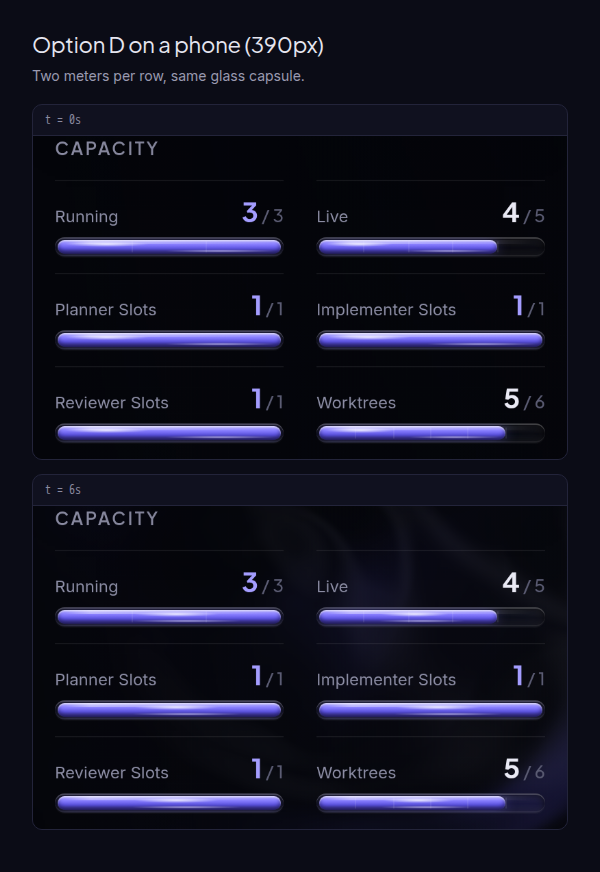 Option D on a phone (390px)
Two meters per row, same glass capsule.
t = 0s
CAPACITY
Running 3 / 3
Live 4 / 5
Planner Slots 1 / 1
Implementer Slots 1 / 1
Reviewer Slots 1 / 1
Worktrees 5 / 6
t = 6s
CAPACITY
Running 3 / 3
Live 4 / 5
Planner Slots 1 / 1
Implementer Slots 1 / 1
Reviewer Slots 1 / 1
Worktrees 5 / 6